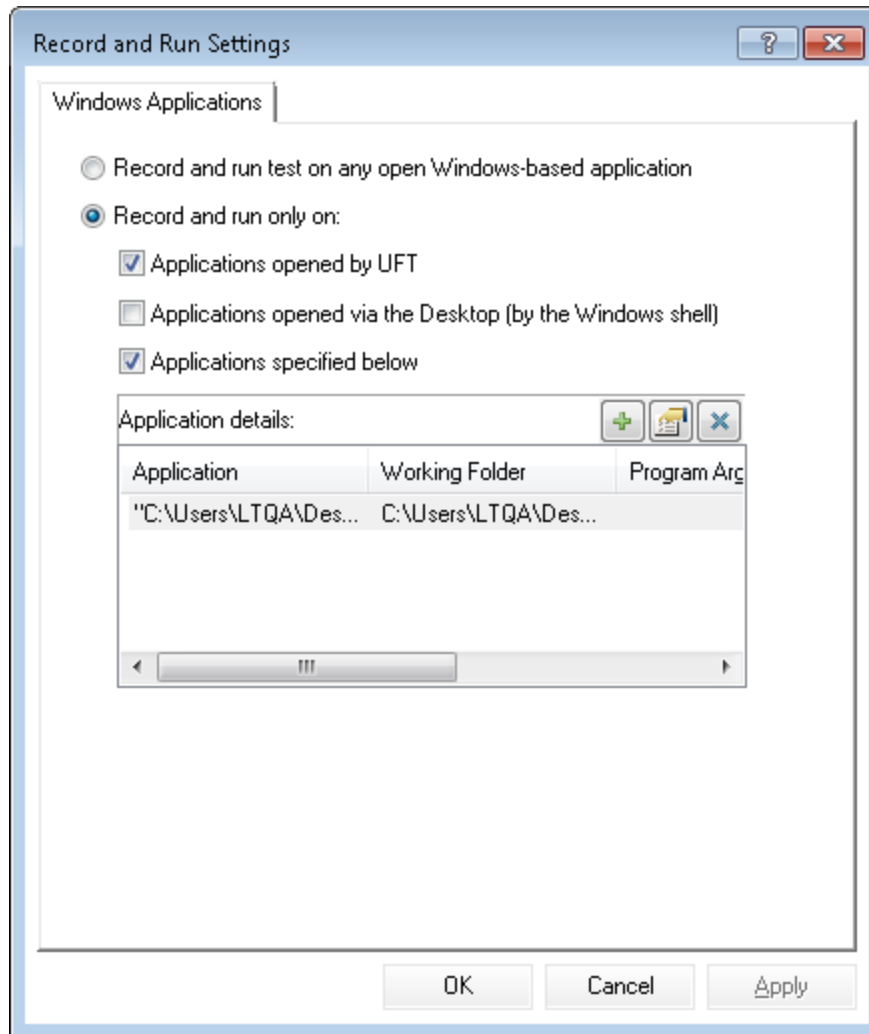 Record and Run Settings
Windows Applications
Record and run test on any open Windows-based application
Record and run only on:
Applications opened by UFT
Applications opened via the Desktop (by the Windows shell)
Applications specified below
Application details:
Application Working Folder Program Arg
"C:\Users\LTQA\Des... C:\Users\LTQA\Des...
OK Cancel Apply